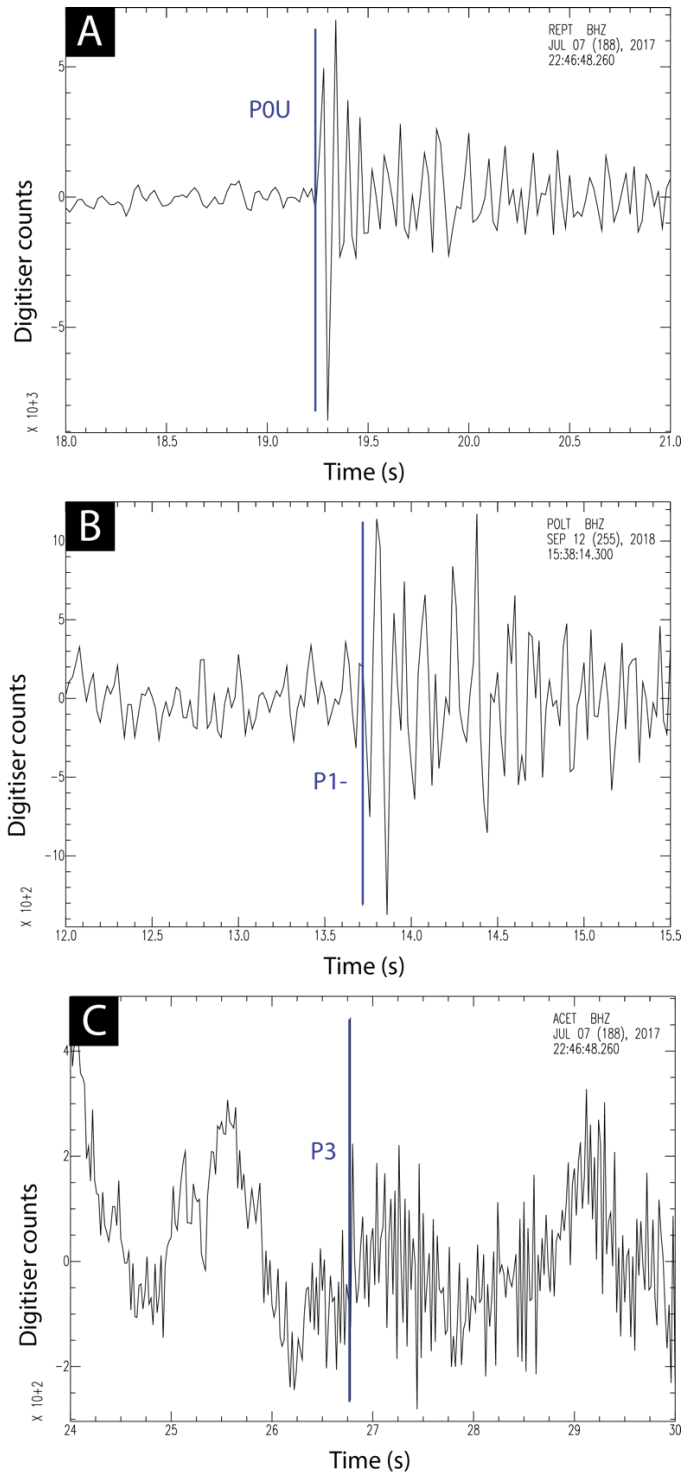 A
REPT BHZ
JUL 07 (188), 2017
22:46:48.260
P0U
5
0
-5
Digitiser counts
X 10+3
18.0 18.5 19.0 19.5 20.0 20.5 21.0
Time (s)
B
POLT BHZ
SEP 12 (255), 2018
15:38:14.300
10
5
0
-5
-10
P1-
Digitiser counts
X 10+2
12.0 12.5 13.0 13.5 14.0 14.5 15.0 15.5
Time (s)
C
ACET BHZ
JUL 07 (188), 2017
22:46:48.260
4
2
0
-2
P3
Digitiser counts
X 10+2
24 25 26 27 28 29 30
Time (s)